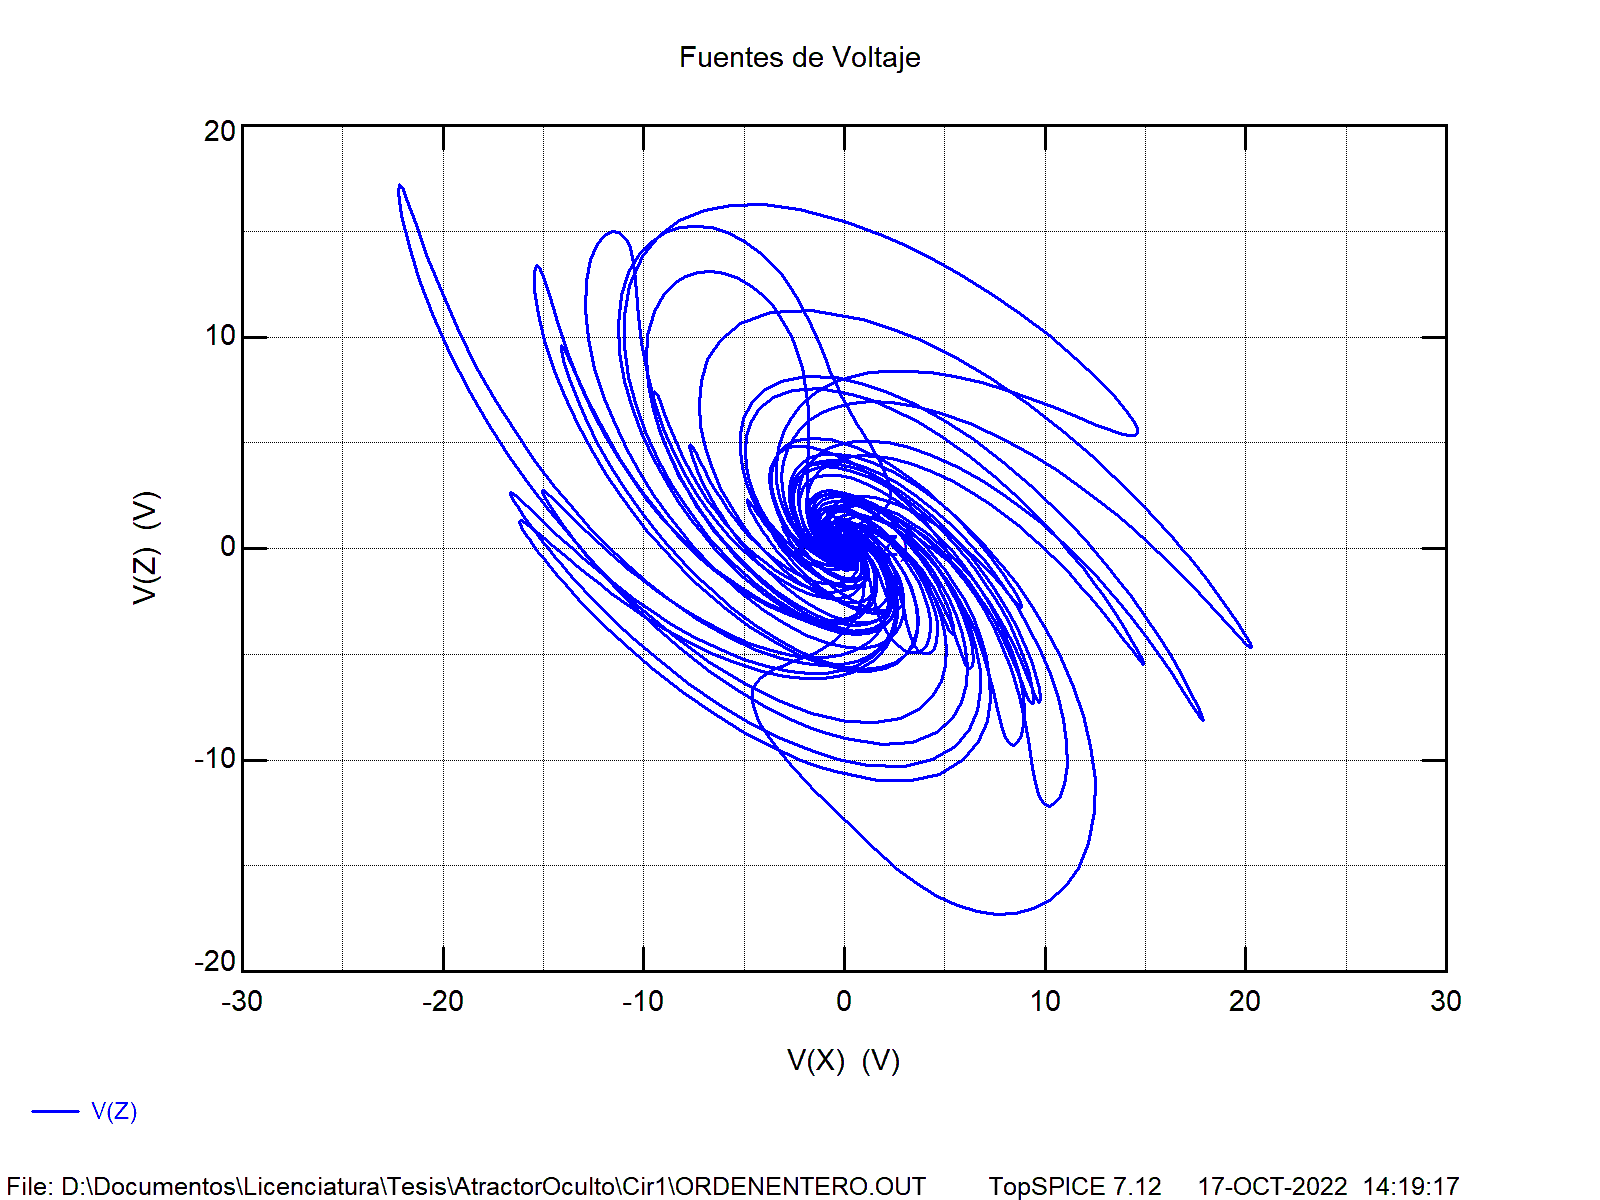 Fuentes de Voltaje
20
10
0
-10
-20
V(Z) (V)
-30 -20 -10 0 10 20 30
V(X) (V)
V(Z)
File: D:\Documentos\Licenciatura\Tesis\AtractorOculto\Cir1\ORDENENTERO.OUT TopSPICE 7.12 17-OCT-2022 14:19:17